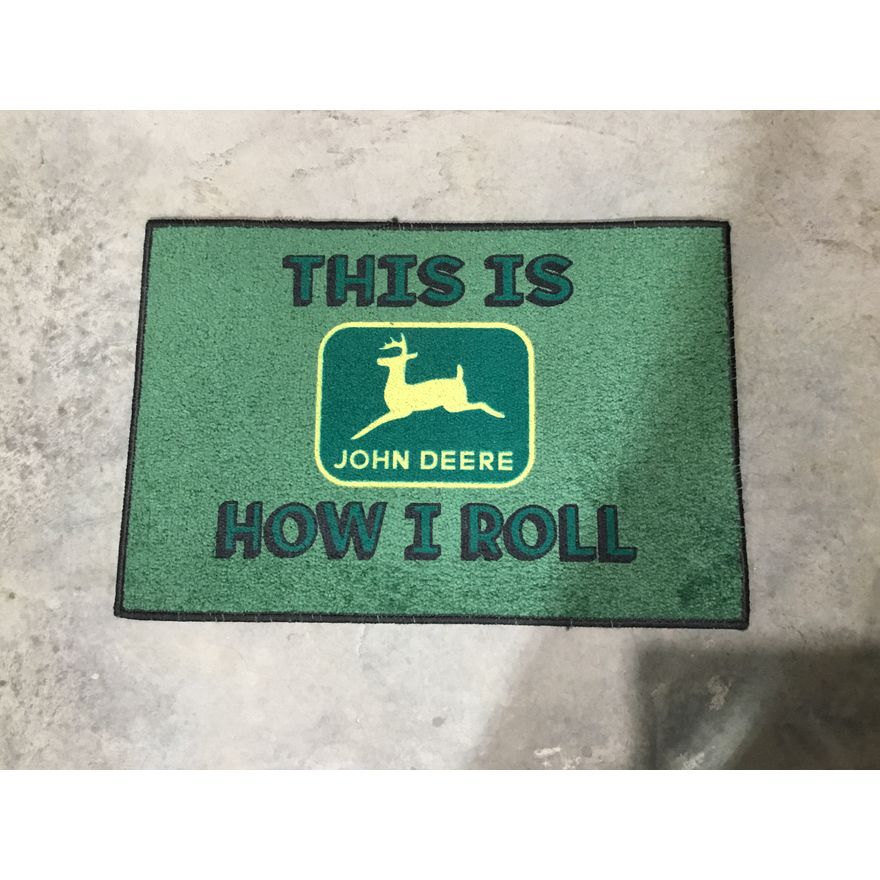 THIS IS
JOHN DEERE
HOW I ROLL